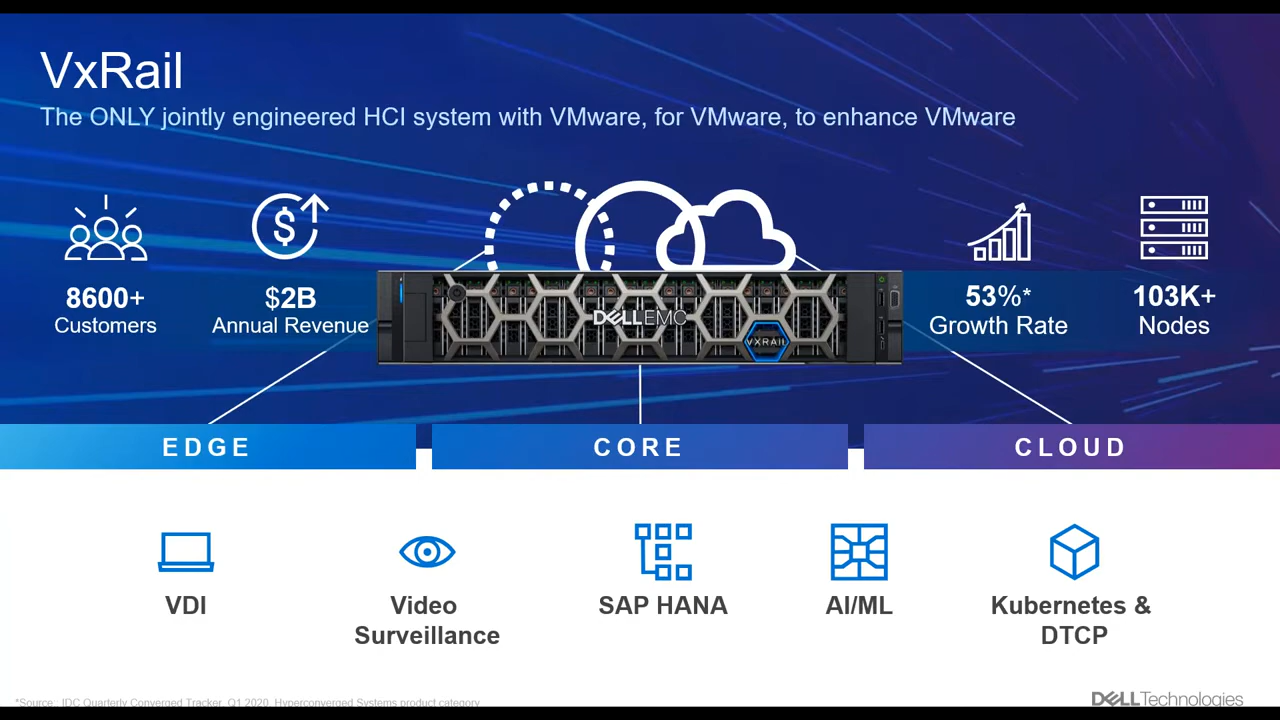 VxRail
The ONLY jointly engineered HCI system with VMware, for VMware, to enhance VMware
8600+
Customers
$2B
Annual Revenue
DELLEMC
VXRAIL
53%*
Growth Rate
103K+
Nodes
EDGE
CORE
CLOUD
VDI
Video
Surveillance
SAP HANA
AI/ML
Kubernetes &
DTCP
*Source: IDC Quarterly Converged Tracker, Q1 2020, Hyperconverged Systems product category
DELLTechnologies